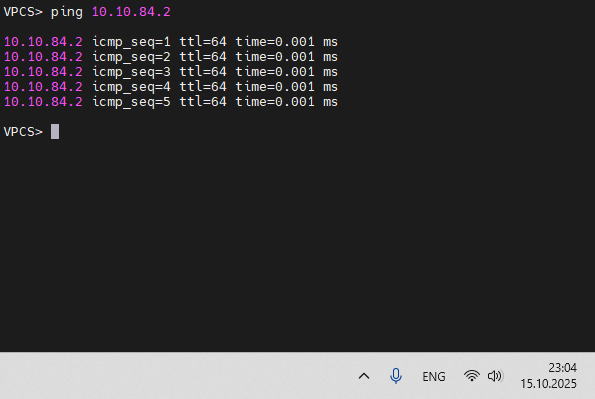 VPCS> ping 10.10.84.2
10.10.84.2 icmp_seq=1 ttl=64 time=0.001 ms
10.10.84.2 icmp_seq=2 ttl=64 time=0.001 ms
10.10.84.2 icmp_seq=3 ttl=64 time=0.001 ms
10.10.84.2 icmp_seq=4 ttl=64 time=0.001 ms
10.10.84.2 icmp_seq=5 ttl=64 time=0.001 ms
VPCS>
ENG
23:04
15.10.2025